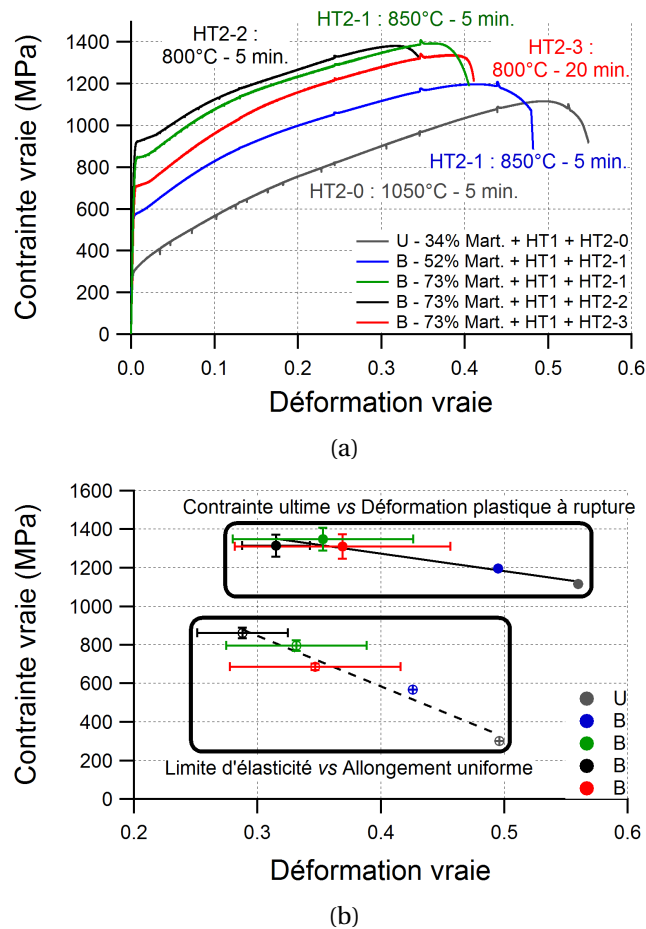 Contrainte vraie (MPa)
1400
1200
1000
800
600
400
200
0
0.0 0.1 0.2 0.3 0.4 0.5 0.6
Déformation vraie
HT2-2 :
800°C - 5 min.
HT2-1 : 850°C - 5 min.
HT2-3 :
800°C - 20 min.
HT2-1 : 850°C - 5 min.
HT2-0 : 1050°C - 5 min.
U - 34% Mart. + HT1 + HT2-0
B - 52% Mart. + HT1 + HT2-1
B - 73% Mart. + HT1 + HT2-1
B - 73% Mart. + HT1 + HT2-2
B - 73% Mart. + HT1 + HT2-3
(a)
Contrainte vraie (MPa)
1600
1400
1200
1000
800
600
400
200
0
0.2 0.3 0.4 0.5 0.6
Déformation vraie
Contrainte ultime vs Déformation plastique à rupture
Limite d'élasticité vs Allongement uniforme
U
B
B
B
B
(b)